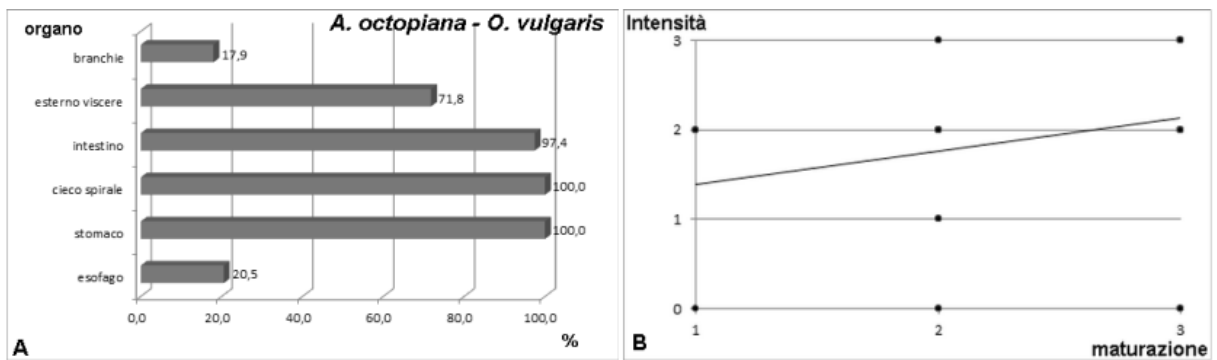 organo
A. octopiana - O. vulgaris
branchie
17,9
esterno viscere
71,8
intestino
97,4
cieco spirale
100,0
stomaco
100,0
esofago
20,5
0,0 20,0 40,0 60,0 80,0 100,0
%
A
Intensità
3
2
1
0
1 2 3
maturazione
B